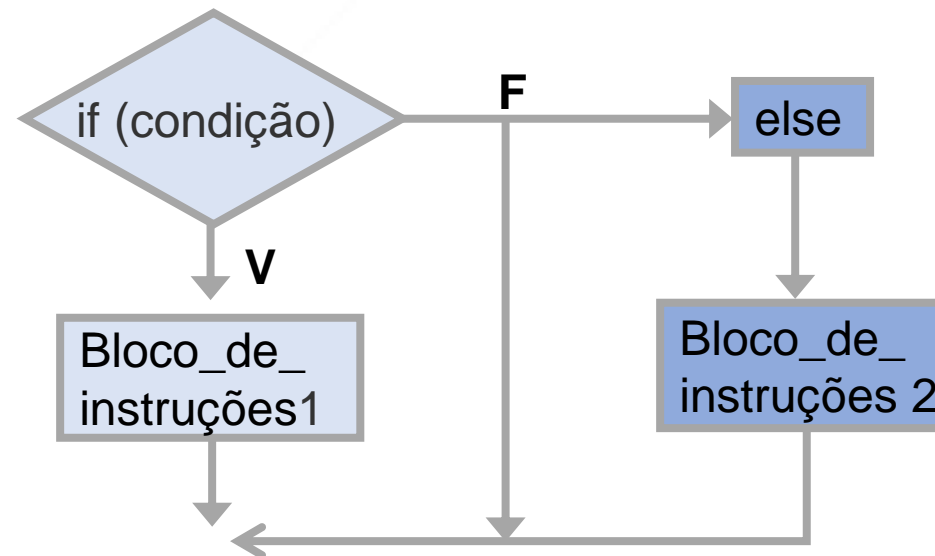 if (condição)
F
else
V
Bloco_de_
instruções1
Bloco_de_
instruções 2